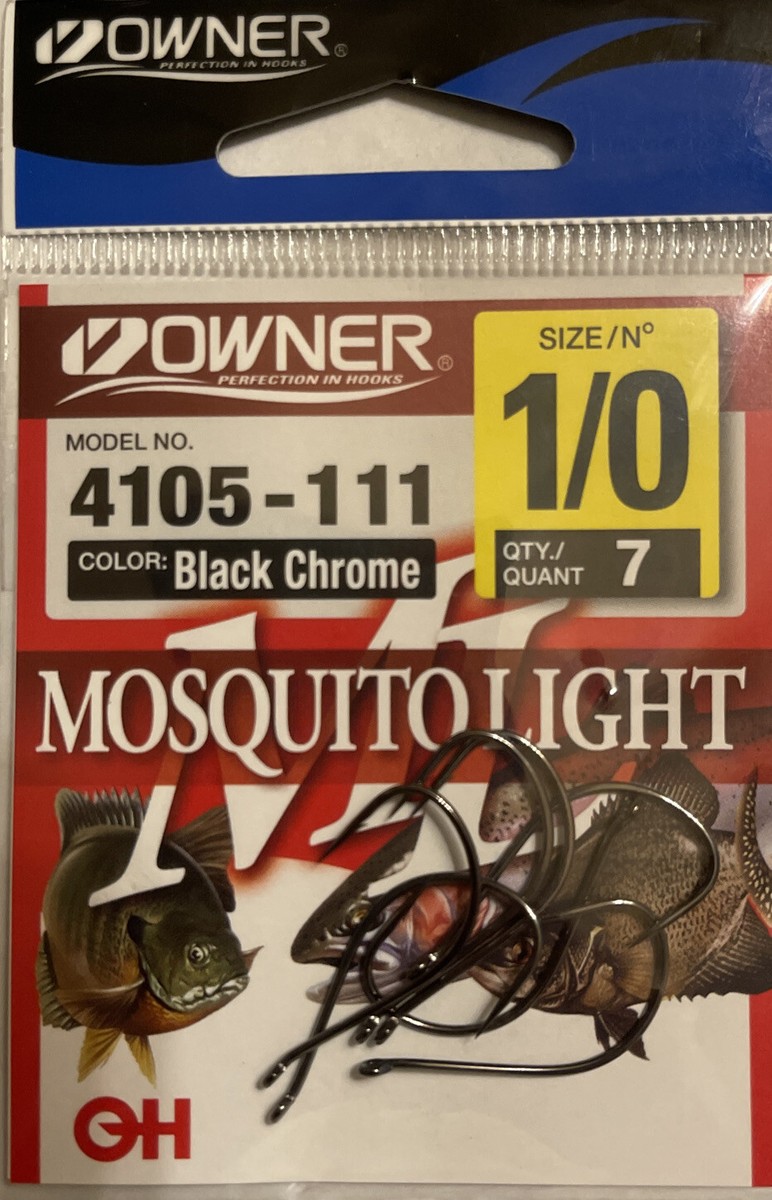 OWNER®
PERFECTION IN HOOKS
OWNER®
PERFECTION IN HOOKS
SIZE/Nº
1/0
MODEL NO.
4105-111
COLOR: Black Chrome
QTY./
QUANT 7
MOSQUITO LIGHT
OH